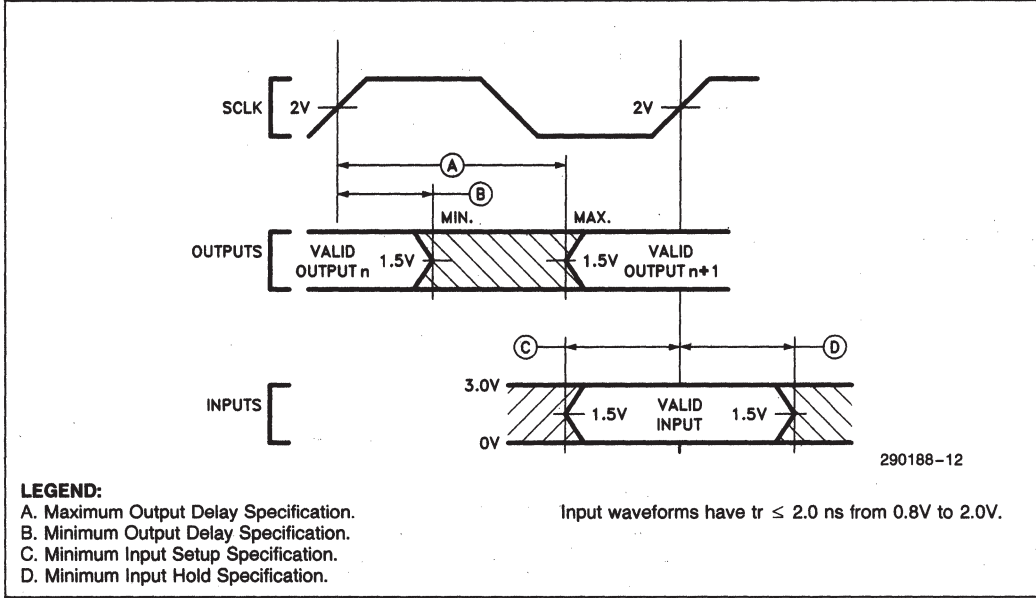 SCLK
2V
2V
A
B
MIN.
MAX.
OUTPUTS
VALID
OUTPUT n
1.5V
1.5V
VALID
OUTPUT n+1
C
D
3.0V
INPUTS
1.5V
VALID
INPUT
1.5V
0V
290188-12
LEGEND:
A. Maximum Output Delay Specification.
B. Minimum Output Delay Specification.
C. Minimum Input Setup Specification.
D. Minimum Input Hold Specification.
Input waveforms have tr ≤ 2.0 ns from 0.8V to 2.0V.